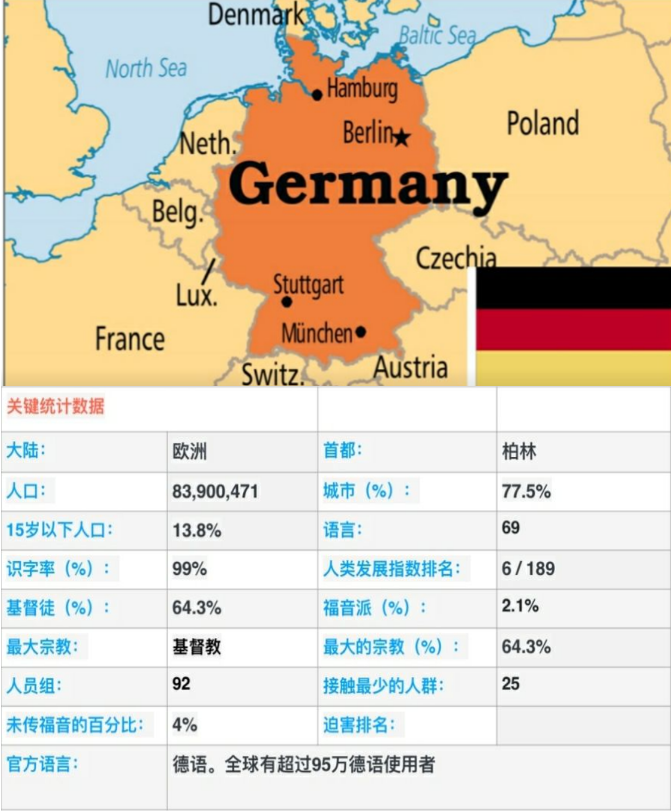 Denmark
Baltic Sea
North Sea
Hamburg
Berlin
Poland
Neth.
Germany
Belg.
Czechia
Lux.
Stuttgart
France
München
Switz.
Austria
关键统计数据
大陆： 欧洲 首都： 柏林
人口： 83,900,471 城市（%）： 77.5%
15岁以下人口： 13.8% 语言： 69
识字率（%）： 99% 人类发展指数排名： 6 / 189
基督徒（%）： 64.3% 福音派（%）： 2.1%
最大宗教： 基督教 最大的宗教（%）： 64.3%
人员组： 92 接触最少的人群： 25
未传福音的百分比： 4% 迫害排名：
官方语言： 德语。全球有超过95万德语使用者